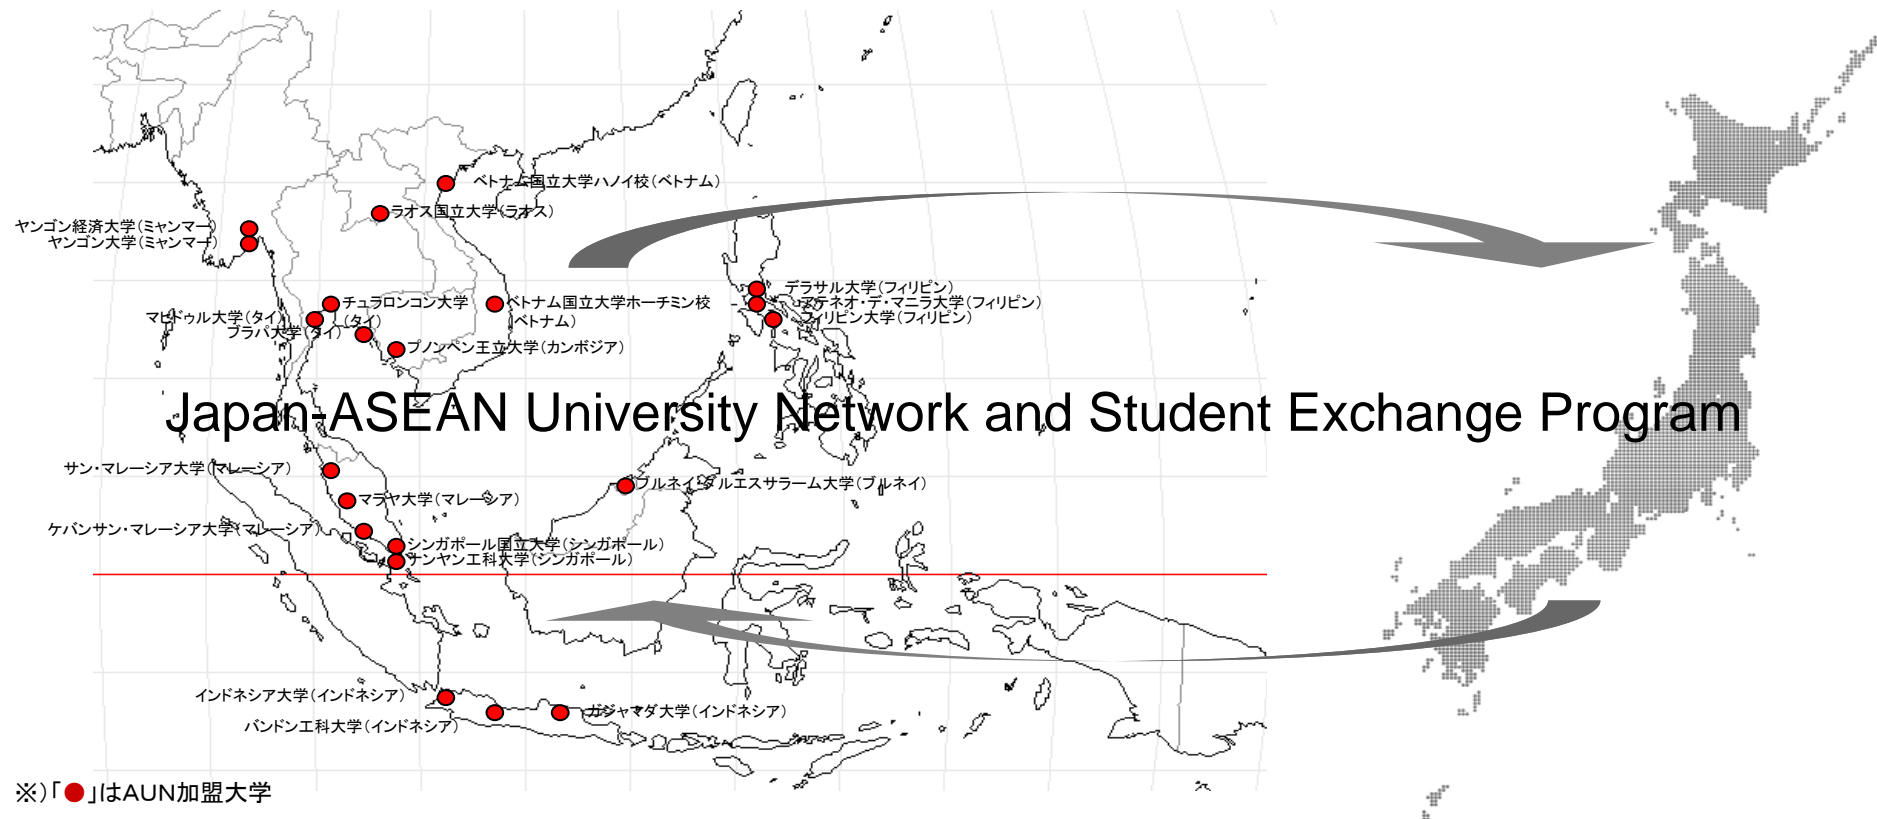 ベトナム国立大学ハノイ校(ベトナム)
ラオス国立大学(ラオス)
ヤンゴン経済大学(ミャンマー)
ヤンゴン大学(ミャンマー)
デラサル大学(フィリピン)
アテネオ・デ・マニラ大学(フィリピン)
フィリピン大学(フィリピン)
チュラロンコン大学
(タイ)
ベトナム国立大学ホーチミン校
(ベトナム)
マヒドゥル大学(タイ)
ブラパ大学(タイ)
プノンペン王立大学(カンボジア)
Japan-ASEAN University Network and Student Exchange Program
サン・マレーシア大学(マレーシア)
ブルネイ・ダルエスサラーム大学(ブルネイ)
マラヤ大学(マレーシア)
ケバンサン・マレーシア大学(マレーシア)
シンガポール国立大学(シンガポール)
ナンヤン工科大学(シンガポール)
インドネシア大学(インドネシア)
ガジャマダ大学(インドネシア)
バンドン工科大学(インドネシア)
※)「●」はAUN加盟大学